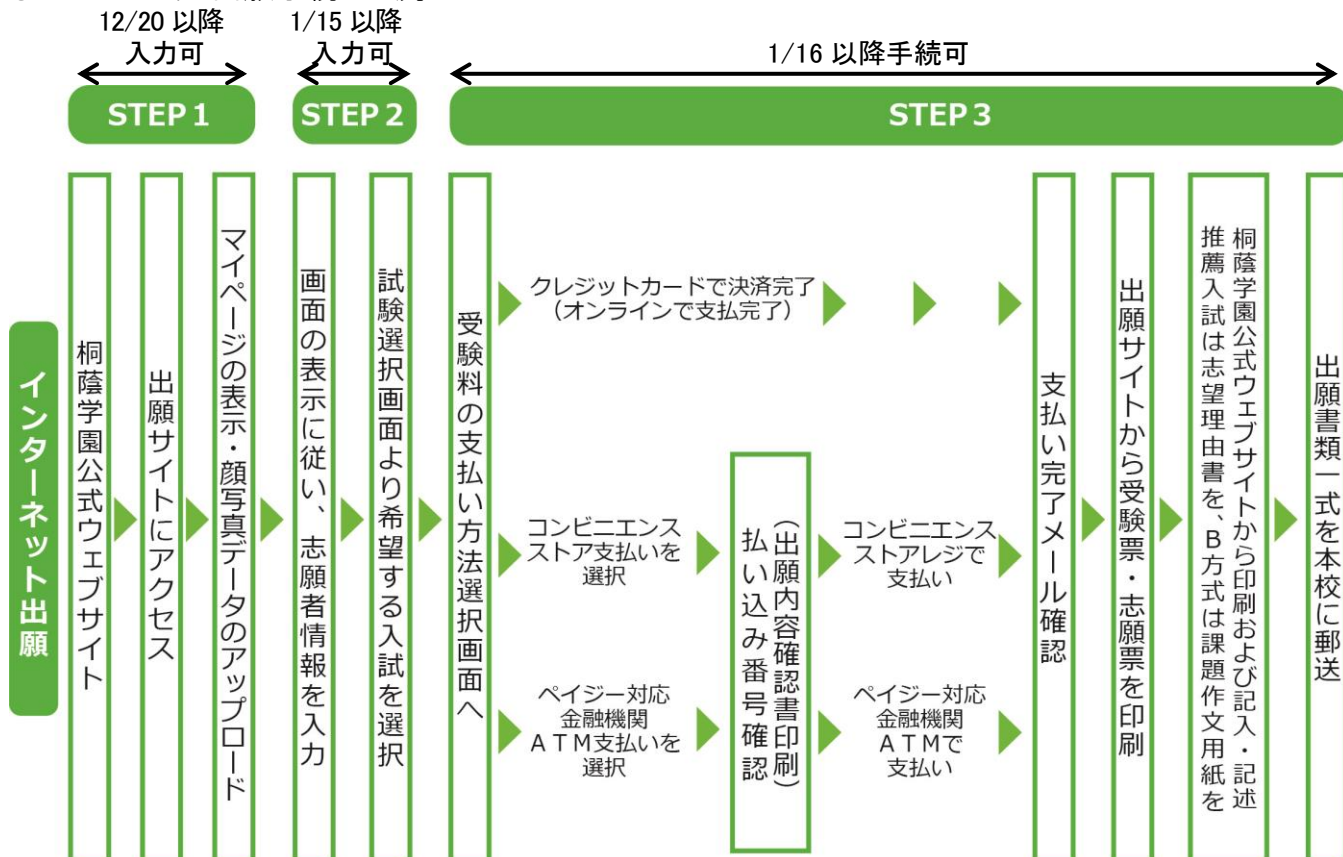 12/20 以降
入力可
1/15 以降
入力可
1/16 以降手続可
STEP 1
STEP 2
STEP 3
インターネット出願
桐蔭学園公式ウェブサイト
出願サイトにアクセス
マイページの表示・顔写真データのアップロード
画面の表示に従い、志願者情報を入力
試験選択画面より希望する入試を選択
受験料の支払い方法選択画面へ
クレジットカードで決済完了
（オンラインで支払完了）
コンビニエンス
ストア支払いを
選択
ペイジー対応
金融機関
ＡＴＭ支払いを
選択
（出願内容確認書印刷）
払い込み番号確認
コンビニエンス
ストアレジで
支払い
ペイジー対応
金融機関
ＡＴＭで
支払い
支払い完了メール確認
出願サイトから受験票・志願票を印刷
桐蔭学園公式ウェブサイトから印刷および記入・記述
推薦入試は志望理由書を、Ｂ方式は課題作文用紙を
出願書類一式を本校に郵送